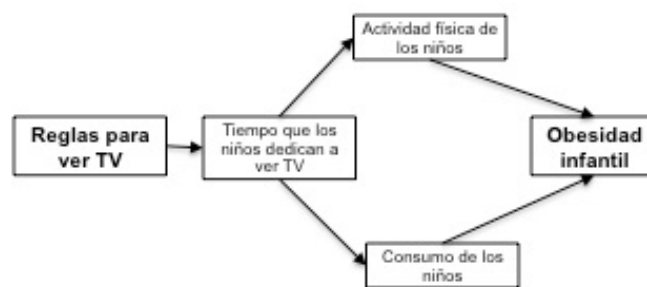 Actividad física de
los niños
Reglas para
ver TV
Tiempo que los
niños dedican a
ver TV
Obesidad
infantil
Consumo de los
niños